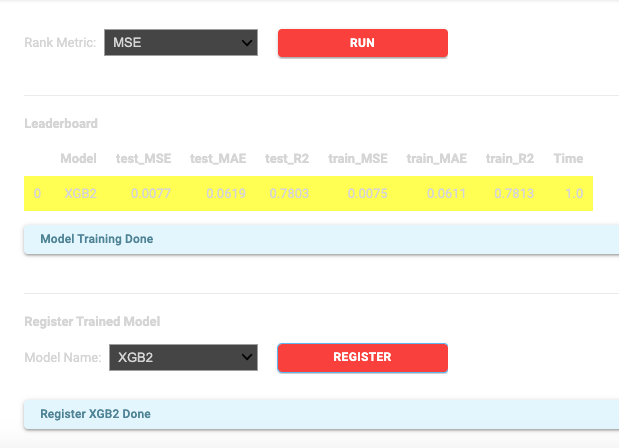 Rank Metric: MSE RUN
Leaderboard
Model test_MSE test_MAE test_R2 train_MSE train_MAE train_R2 Time
0 XGB2 0.0077 0.0619 0.7803 0.0075 0.0611 0.7813 1.0
Model Training Done
Register Trained Model
Model Name: XGB2 REGISTER
Register XGB2 Done